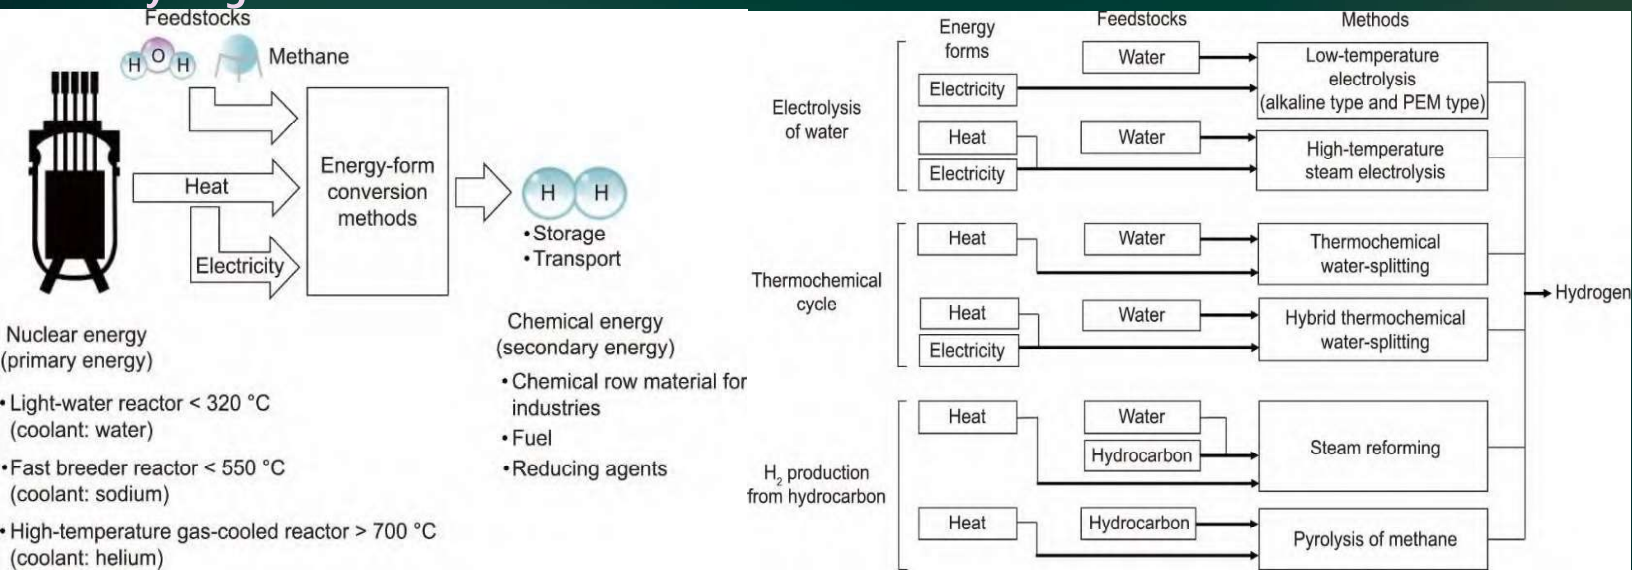 Feedstocks
H O H
Methane
Heat
Electricity
Energy-form
conversion
methods
H H
• Storage
• Transport
Nuclear energy
(primary energy)
• Light-water reactor < 320 °C
(coolant: water)
• Fast breeder reactor < 550 °C
(coolant: sodium)
• High-temperature gas-cooled reactor > 700 °C
(coolant: helium)
Chemical energy
(secondary energy)
• Chemical row material for
industries
• Fuel
• Reducing agents
Energy
forms
Feedstocks
Methods
Electrolysis
of water
Water
Electricity
Low-temperature
electrolysis
(alkaline type and PEM type)
Heat
Water
Electricity
High-temperature
steam electrolysis
Thermochemical
cycle
Heat
Water
Thermochemical
water-splitting
Heat
Water
Electricity
Hybrid thermochemical
water-splitting
Hydrogen
H₂ production
from hydrocarbon
Heat
Water
Hydrocarbon
Steam reforming
Heat
Hydrocarbon
Pyrolysis of methane